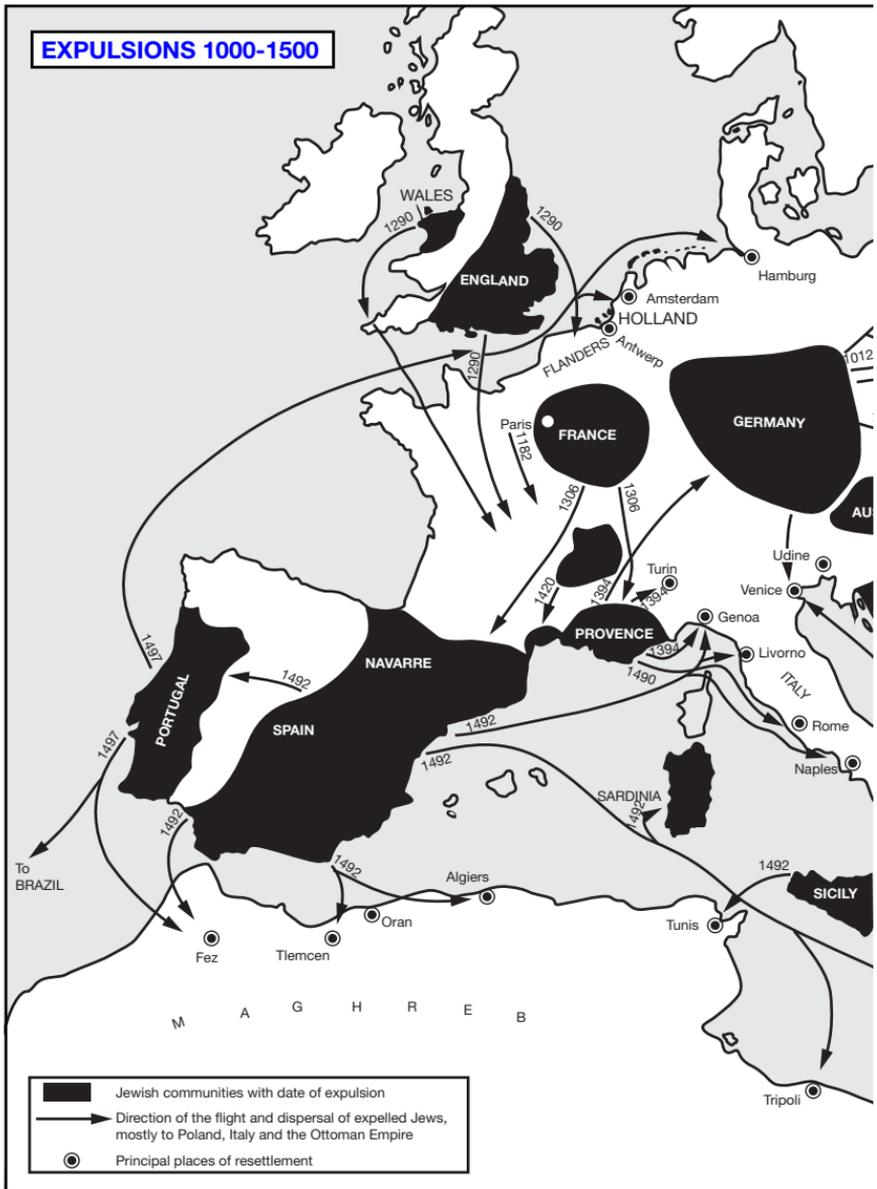 EXPULSIONS 1000-1500
WALES
1290
1290
ENGLAND
Hamburg
Amsterdam
HOLLAND
FLANDERS
Antwerp
1290
1012
Paris
1182
FRANCE
GERMANY
1306
1306
AUS
Udine
Turin
1420
1394
1394
Venice
Genoa
PROVENCE
1394
Livorno
1497
NAVARRE
1490
ITALY
1492
PORTUGAL
SPAIN
1492
Rome
1497
1492
Naples
SARDINIA
1492
1492
1492
To
BRAZIL
Algiers
1492
SICILY
Oran
Tunis
Fez
Tlemcen
M A G H R E B
Tripoli
Jewish communities with date of expulsion
Direction of the flight and dispersal of expelled Jews,
mostly to Poland, Italy and the Ottoman Empire
Principal places of resettlement